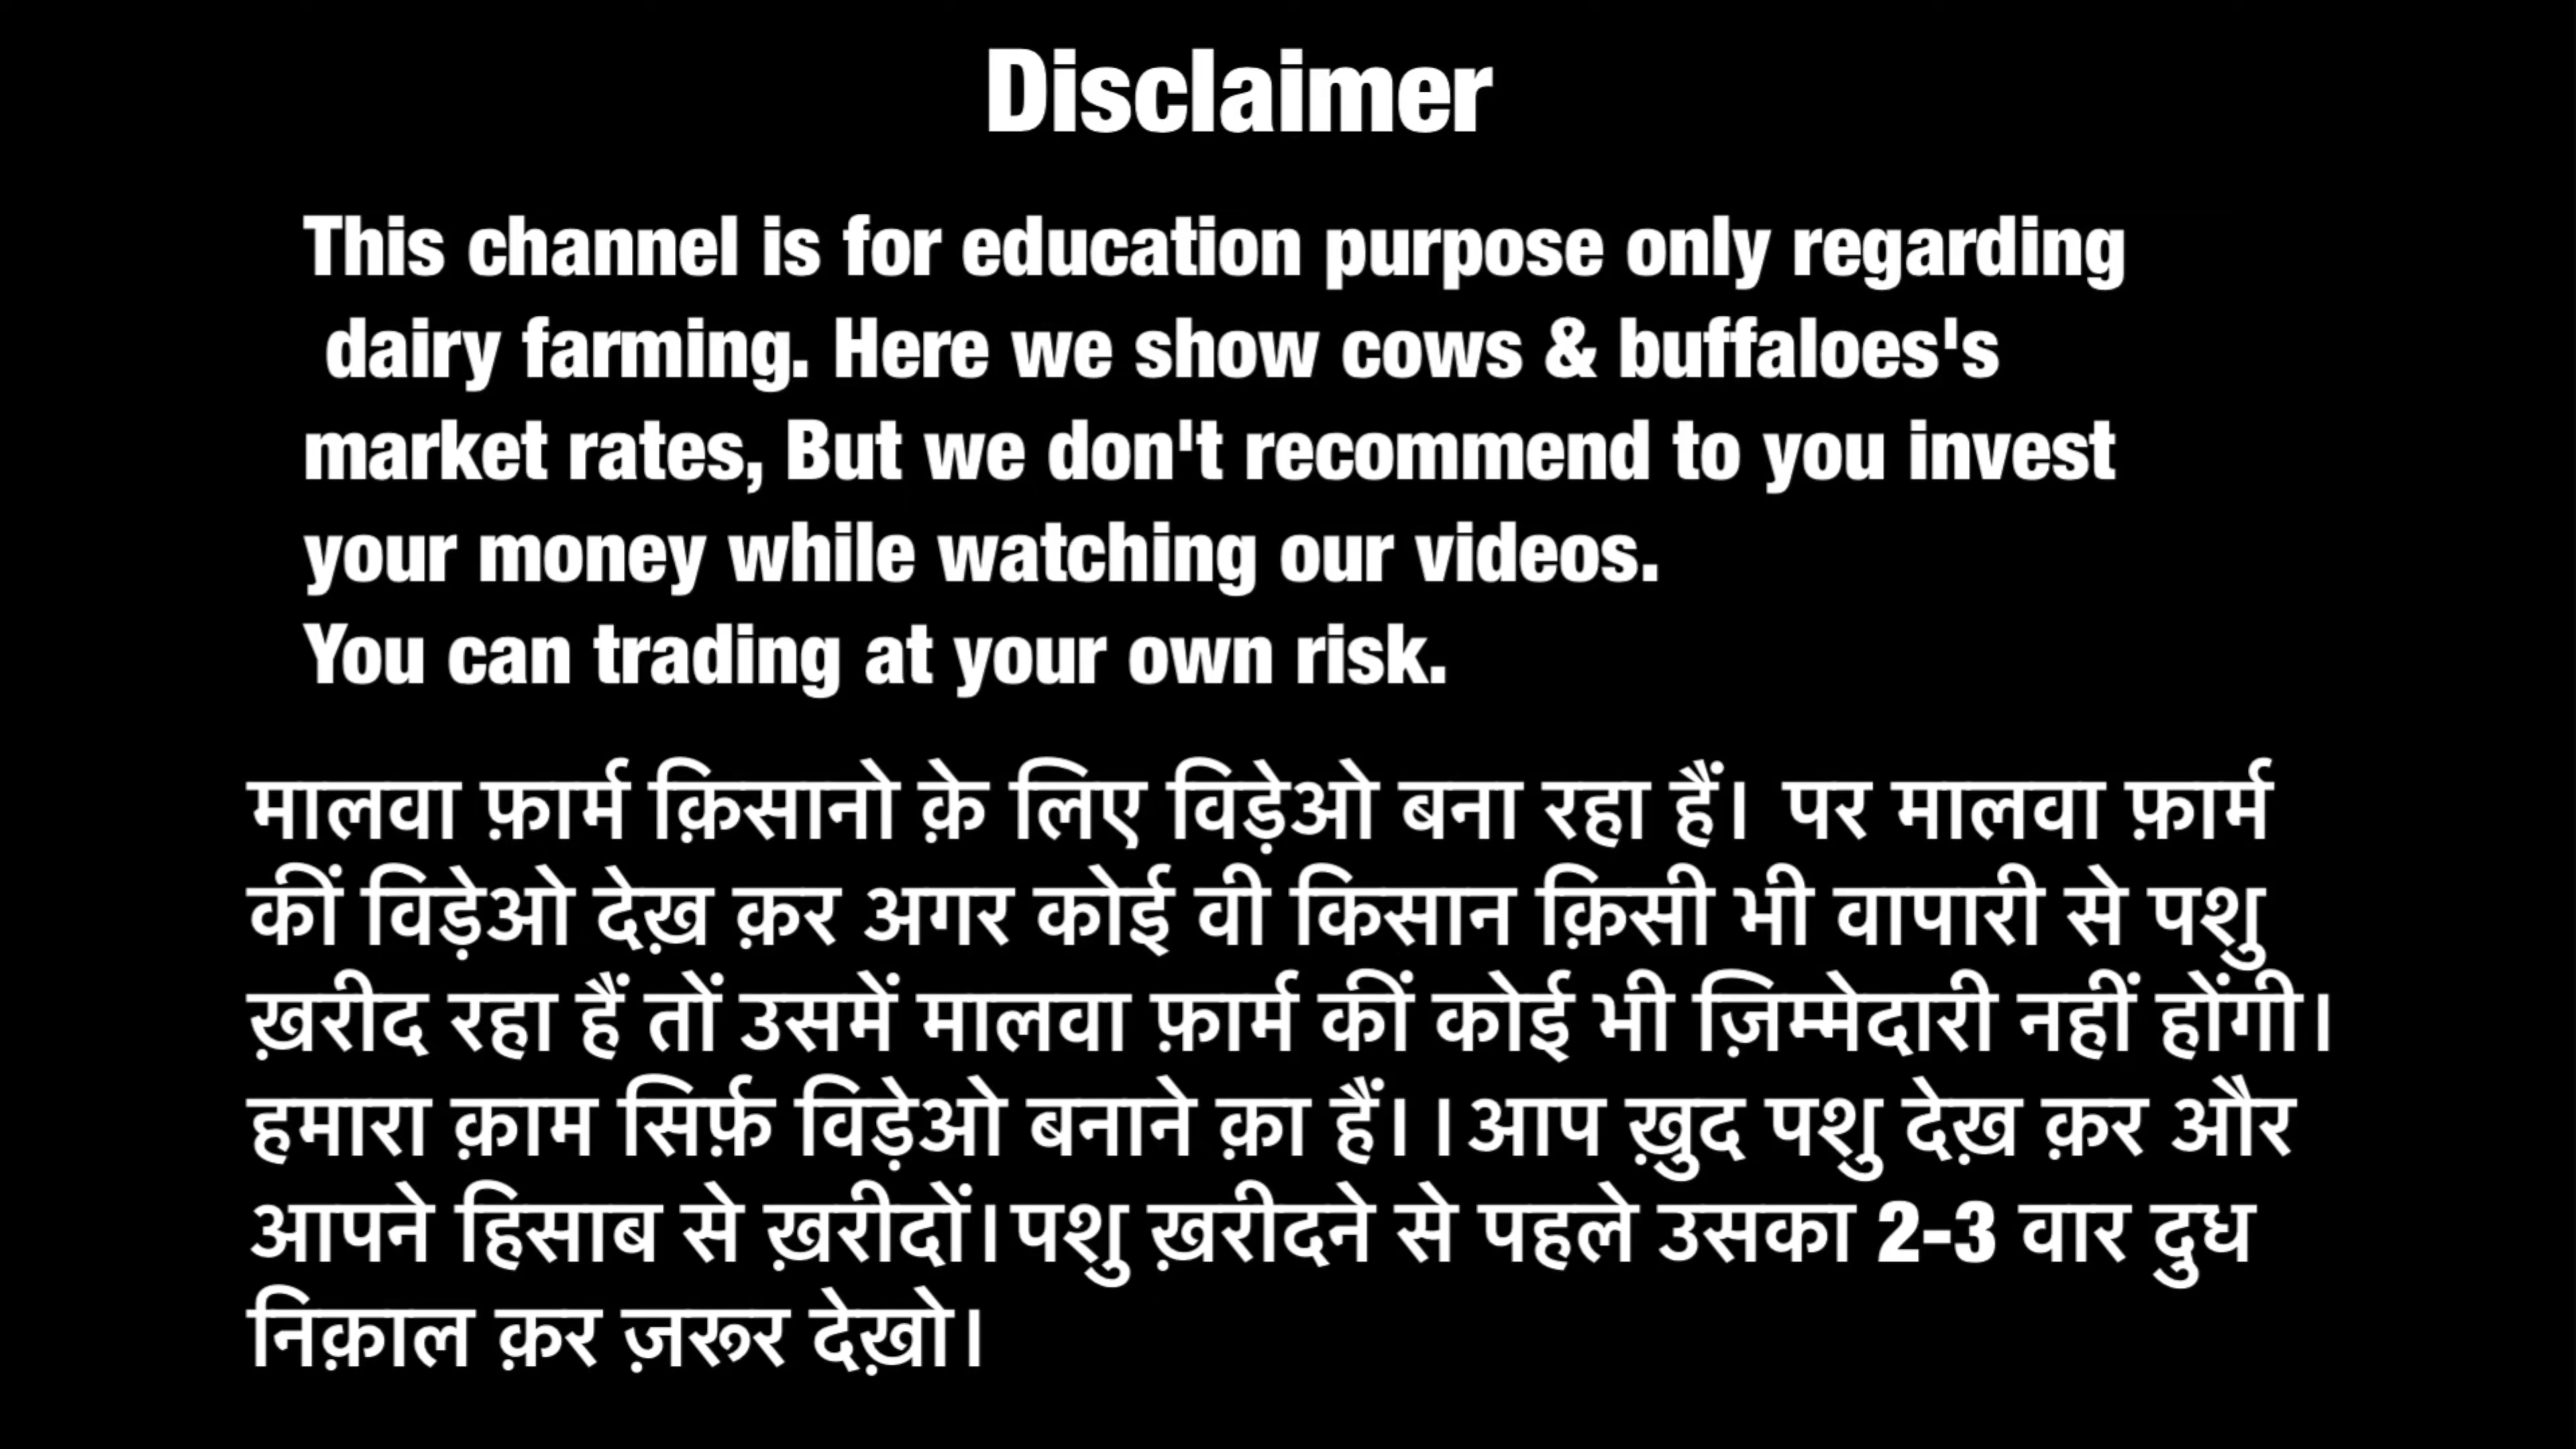 Disclaimer
This channel is for education purpose only regarding
dairy farming. Here we show cows & buffaloes's
market rates, But we don't recommend to you invest
your money while watching our videos.
You can trading at your own risk.
मालवा फ़ार्म क़िसानो क़े लिए विड़ेओ बना रहा हैं। पर मालवा फ़ार्म
कीं विड़ेओ देख़ क़र अगर कोई वी किसान क़िसी भी वापारी से पशु
ख़रीद रहा हैं तों उसमें मालवा फ़ार्म कीं कोई भी ज़िम्मेदारी नहीं होंगी।
हमारा क़ाम सिर्फ़ विड़ेओ बनाने क़ा हैं।।आप ख़ुद पशु देख़ क़र और
आपने हिसाब से ख़रीदों।पशु ख़रीदने से पहले उसका 2-3 वार दुध
निक़ाल क़र ज़रूर देख़ो।